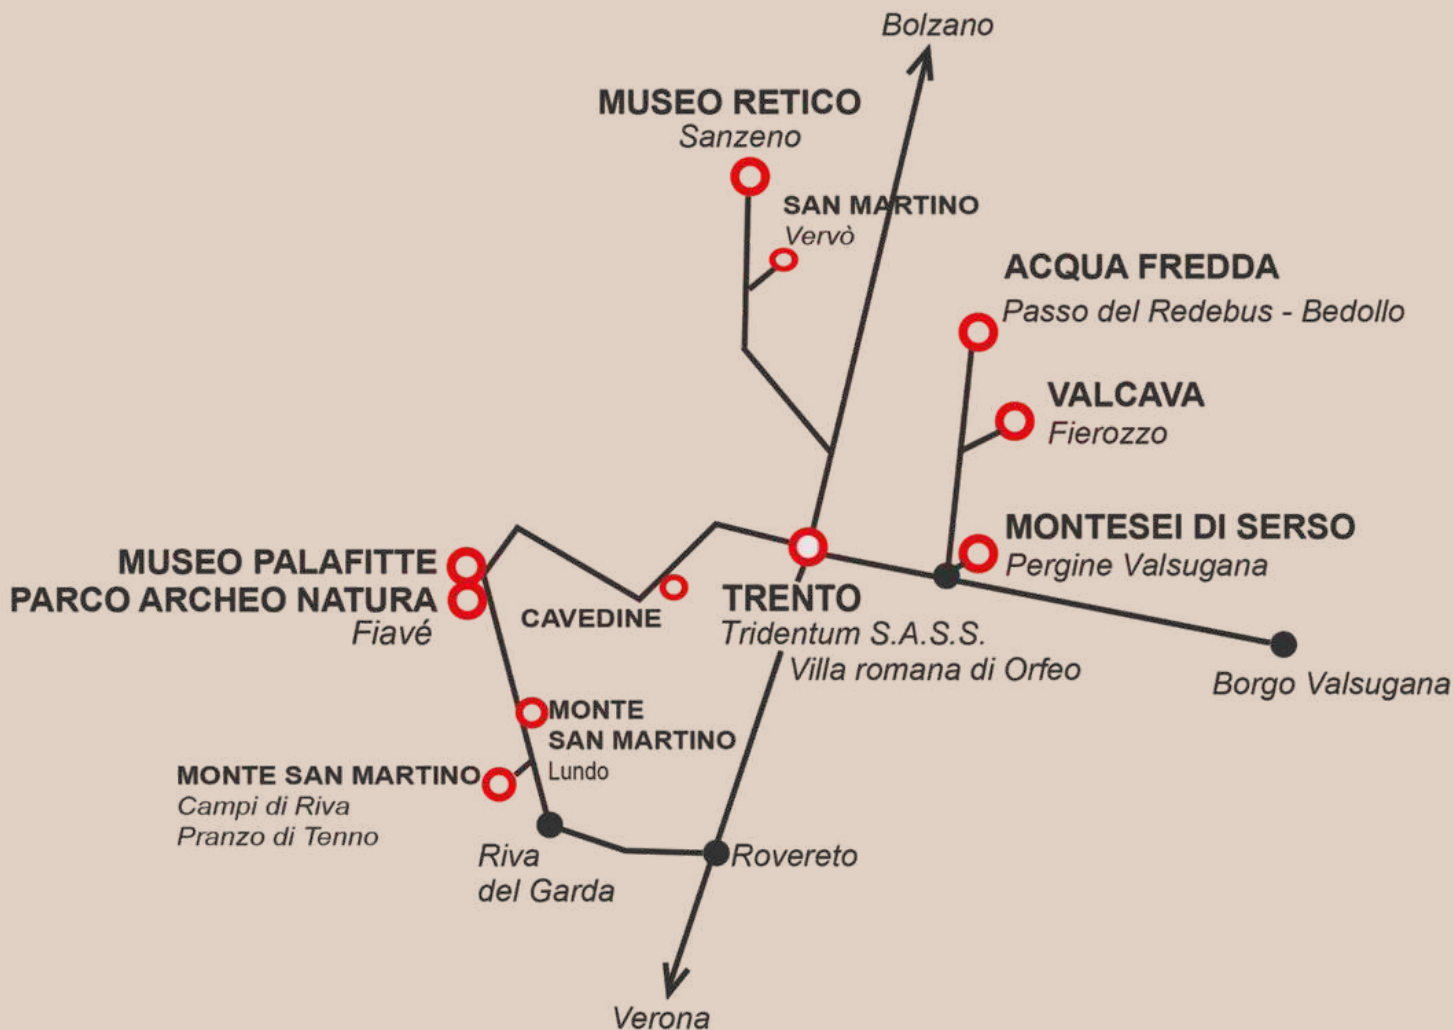 Bolzano
MUSEO RETICO
Sanzeno
SAN MARTINO
Vervò
ACQUA FREDDA
Passo del Redebus - Bedollo
VALCAVA
Fierozzo
MONTESEI DI SERSO
Pergine Valsugana
MUSEO PALAFITTE
PARCO ARCHEO NATURA
Fiavé
CAVEDINE
TRENTO
Tridentum S.A.S.S.
Villa romana di Orfeo
Borgo Valsugana
MONTE
SAN MARTINO
Lundo
MONTE SAN MARTINO
Campi di Riva
Pranzo di Tenno
Riva
del Garda
Rovereto
Verona